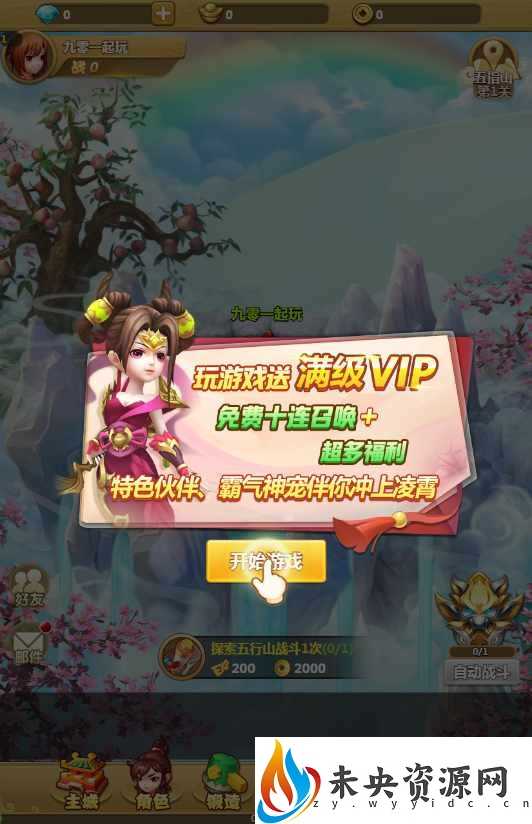 0
0
0
1
九零一起玩
战 0
五指山
第1关
九零一起玩
玩游戏送 满级VIP
免费十连召唤+
超多福利
特色伙伴、霸气神宠伴你冲上凌霄
开始游戏
好友
邮件
探索五行山战斗1次(0/1)
200
2000
0/1
自动战斗
主城
角色
锻造
未央资源网
zy.wyyidc.cn